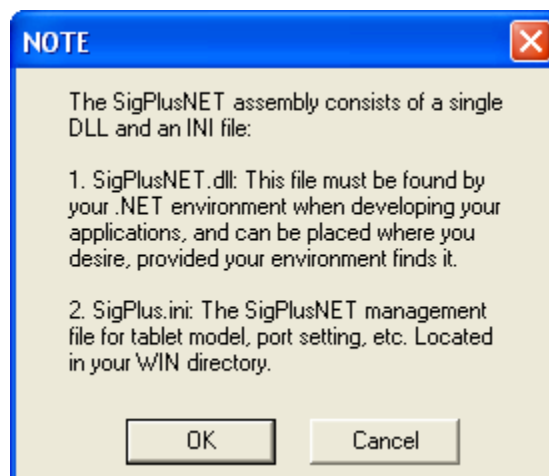 NOTE
The SigPlusNET assembly consists of a single
DLL and an INI file:
1. SigPlusNET.dll: This file must be found by
your .NET environment when developing your
applications, and can be placed where you
desire, provided your environment finds it.
2. SigPlus.ini: The SigPlusNET management
file for tablet model, port setting, etc. Located
in your WIN directory.
OK
Cancel